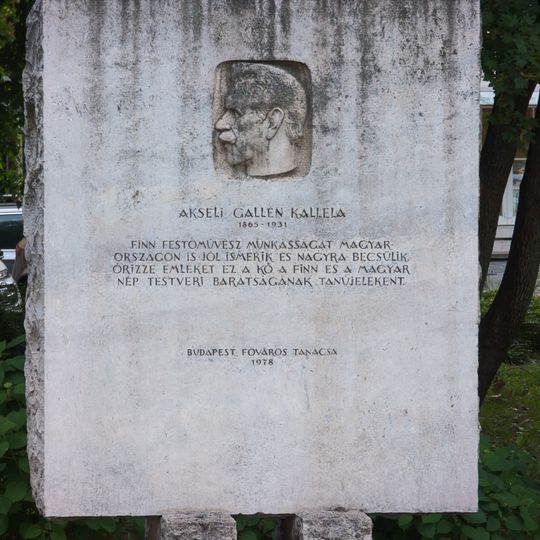 AKSELI GALLEN KALLELA
1865-1931
FINN FESTŐMŰVÉSZ MUNKÁSSÁGÁT MAGYAR-
ORSZÁGON IS JÓL ISMERIK ÉS NAGYRA BECSÜLIK.
ŐRIZZE EMLÉKÉT EZ A KŐ A FINN ÉS A MAGYAR
NÉP TESTVÉRI BARÁTSÁGÁNAK TANÚJELEKÉNT.
BUDAPEST FŐVÁROS TANÁCSA
1978